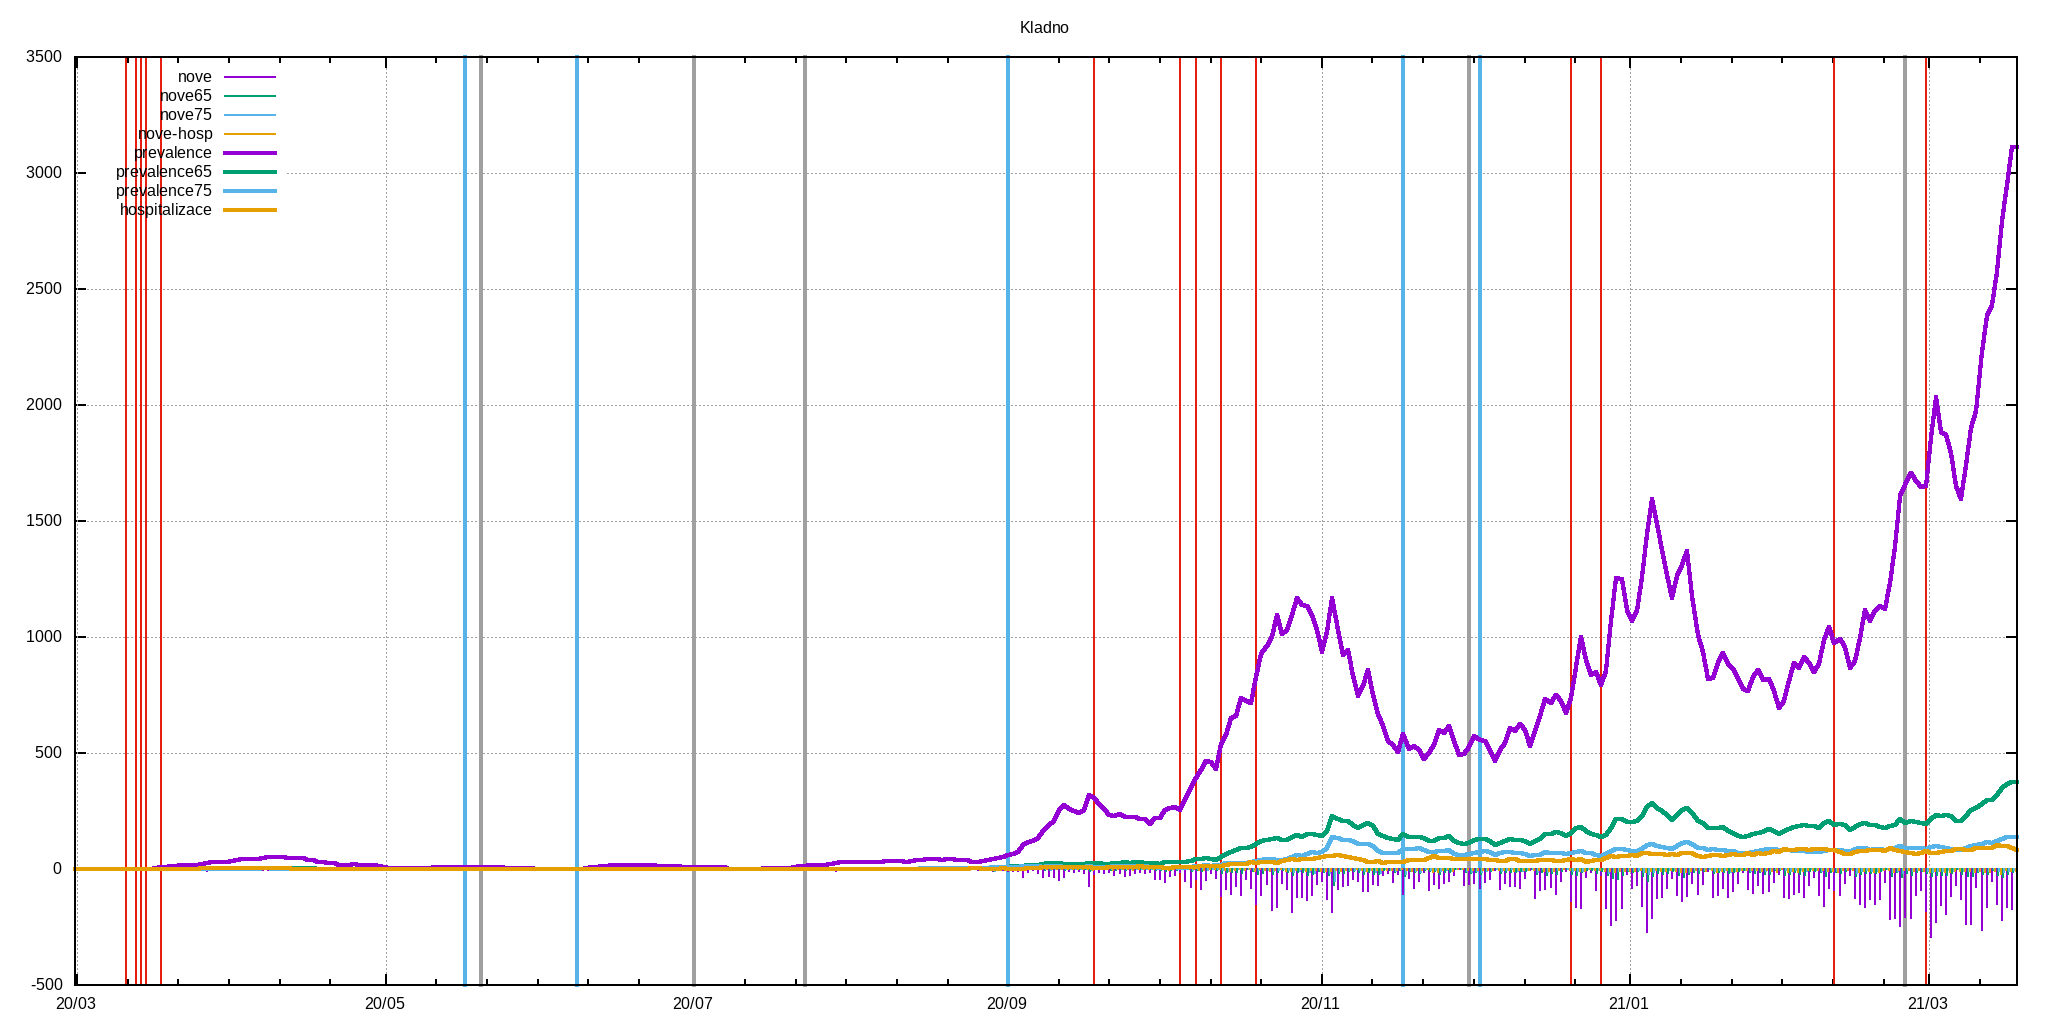 Kladno
3500
nove
nove65
nove75
nove-hosp
prevalence
3000
prevalence65
prevalence75
hospitalizace
2500
2000
1500
1000
500
0
-500
20/03 20/05 20/07 20/09 20/11 21/01 21/03